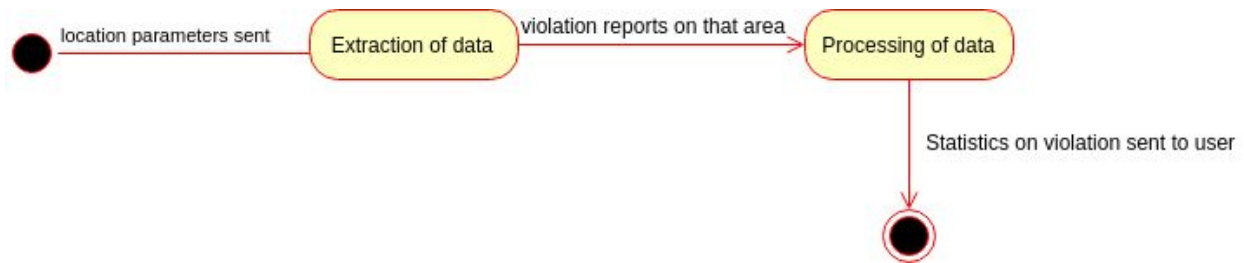 location parameters sent
Extraction of data
violation reports on that area
Processing of data
Statistics on violation sent to user